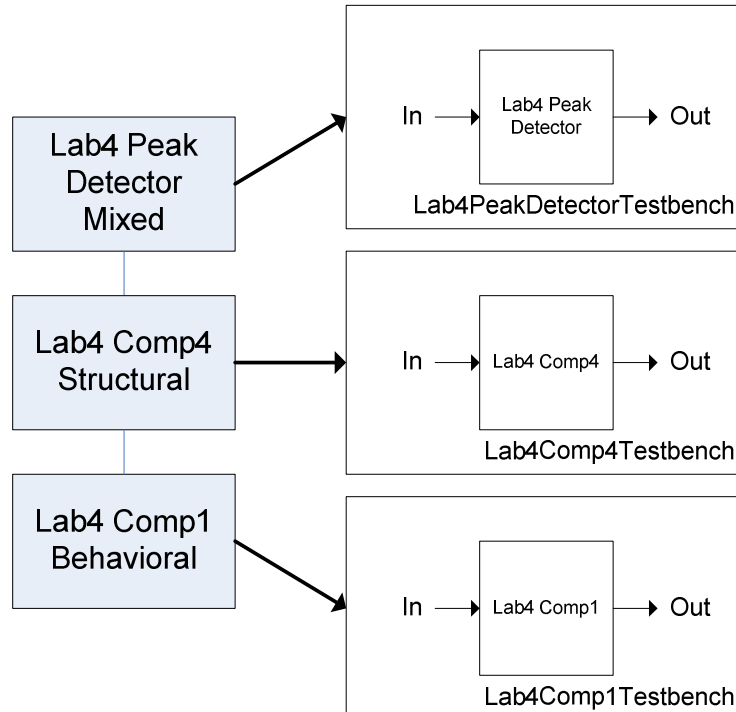 Lab4 Peak
Detector
Mixed
In
Lab4 Peak
Detector
Out
Lab4PeakDetectorTestbench
Lab4 Comp4
Structural
In
Lab4 Comp4
Out
Lab4Comp4Testbench
Lab4 Comp1
Behavioral
In
Lab4 Comp1
Out
Lab4Comp1Testbench